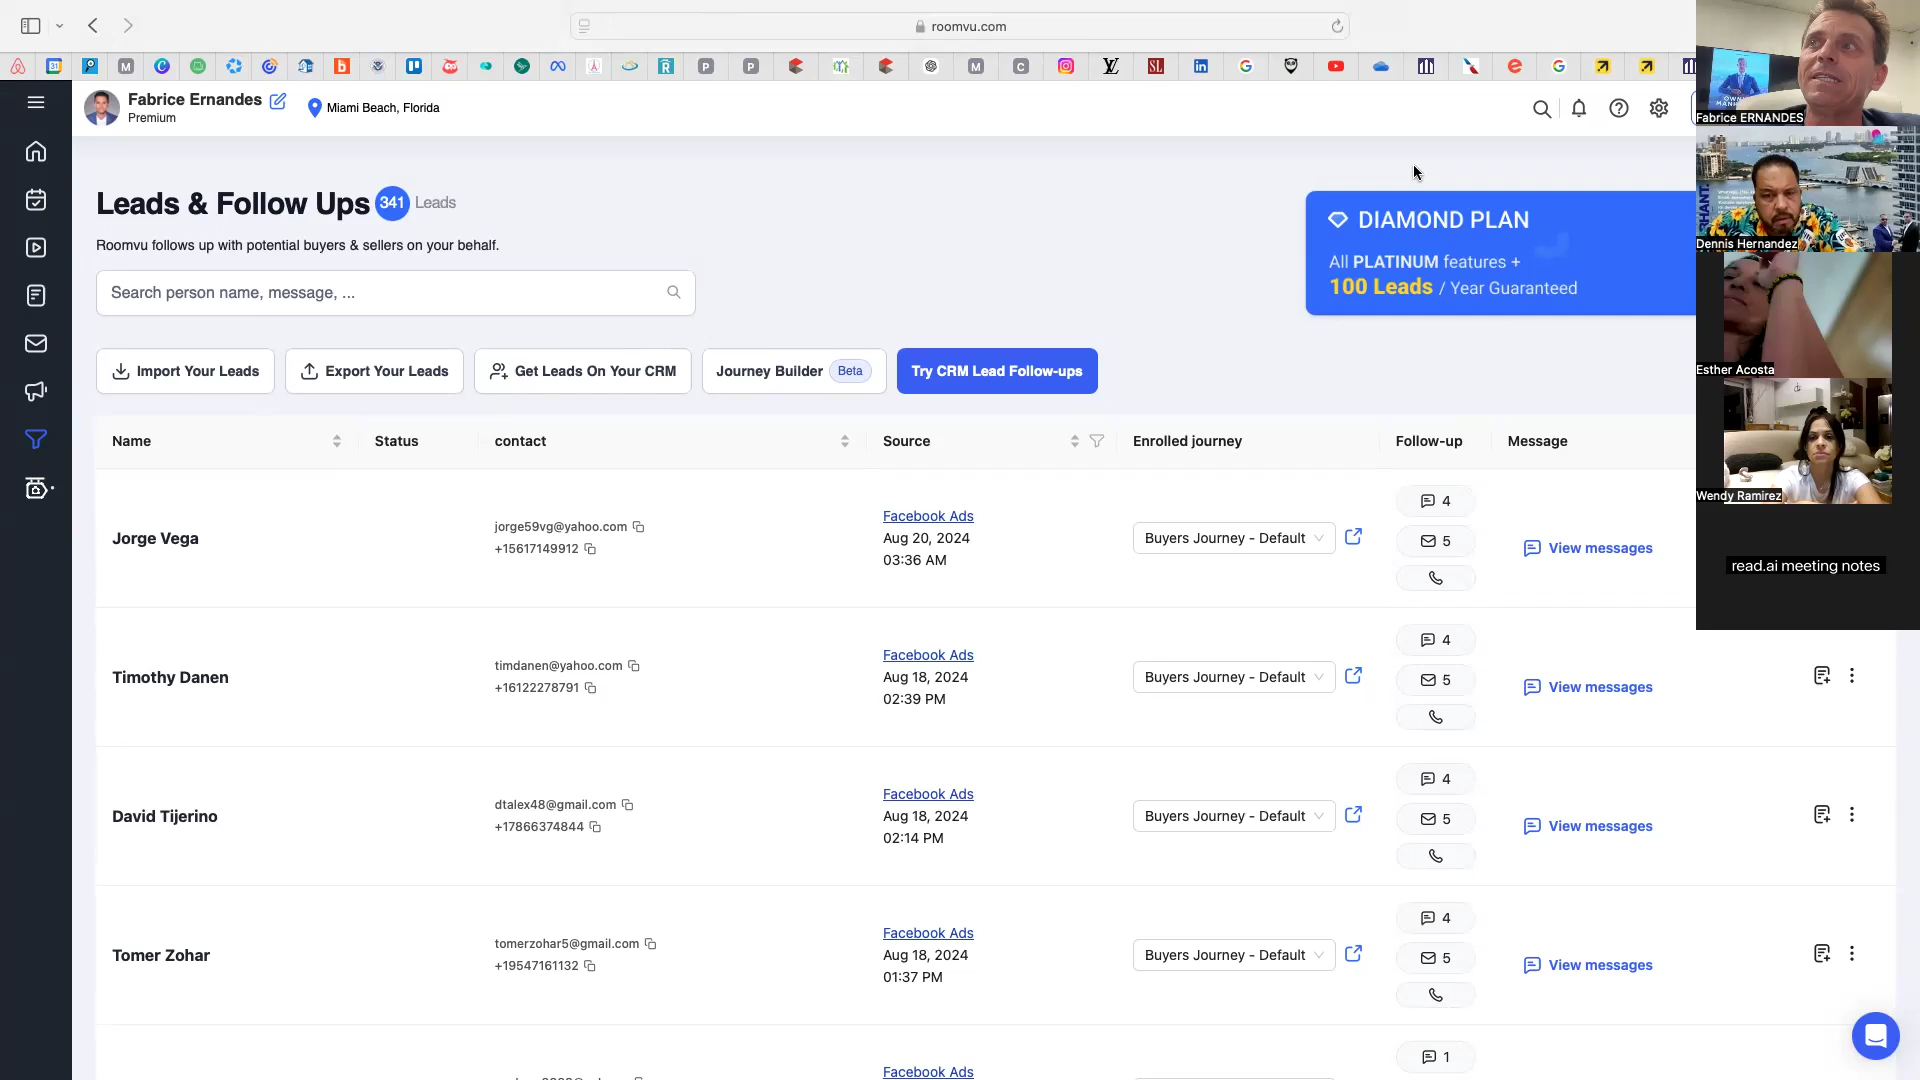 roomvu.com
Fabrice Ernandes
Premium
Miami Beach, Florida
Leads & Follow Ups 341 Leads
Roomvu follows up with potential buyers & sellers on your behalf.
Search person name, message, ...
DIAMOND PLAN
All PLATINUM features +
100 Leads / Year Guaranteed
Import Your Leads
Export Your Leads
Get Leads On Your CRM
Journey Builder Beta
Try CRM Lead Follow-ups
Name Status contact Source Enrolled journey Follow-up Message
Jorge Vega
jorge59vg@yahoo.com
+15617149912
Facebook Ads
Aug 20, 2024
03:36 AM
Buyers Journey - Default
4
5
View messages
Timothy Danen
timdanen@yahoo.com
+16122278791
Facebook Ads
Aug 18, 2024
02:39 PM
Buyers Journey - Default
4
5
View messages
David Tijerino
dtalex48@gmail.com
+17866374844
Facebook Ads
Aug 18, 2024
02:14 PM
Buyers Journey - Default
4
5
View messages
Tomer Zohar
tomerzohar5@gmail.com
+19547161132
Facebook Ads
Aug 18, 2024
01:37 PM
Buyers Journey - Default
4
5
View messages
Facebook Ads
1
Fabrice ERNANDES
Dennis Hernandez
Esther Acosta
Wendy Ramirez
read.ai meeting notes